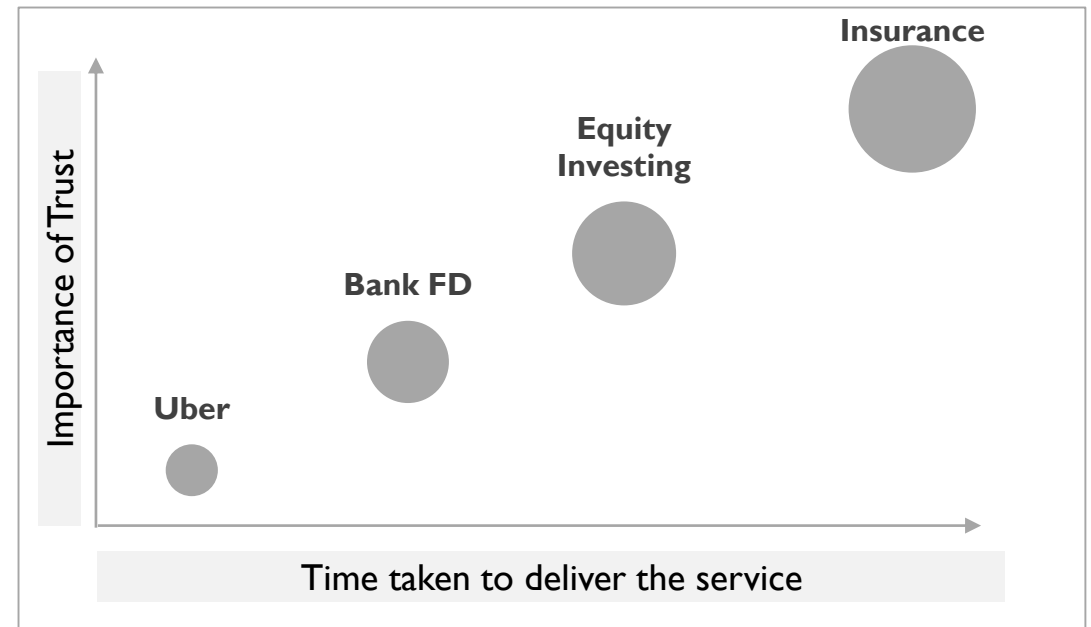 Insurance
Equity
Investing
Bank FD
Uber
Importance of Trust
Time taken to deliver the service